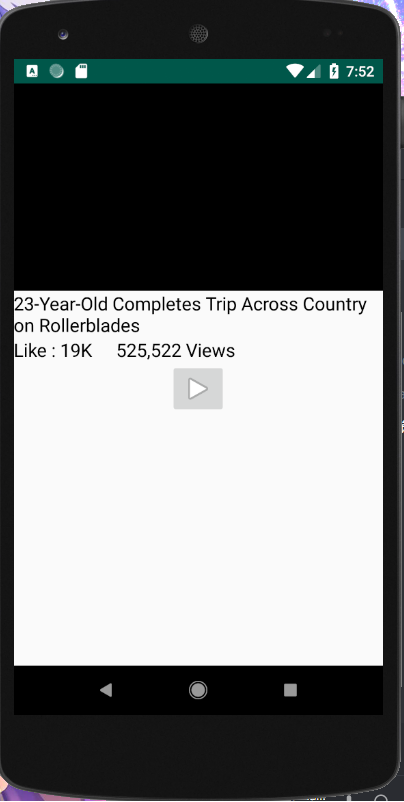 7:52
23-Year-Old Completes Trip Across Country
on Rollerblades
Like : 19K 525,522 Views